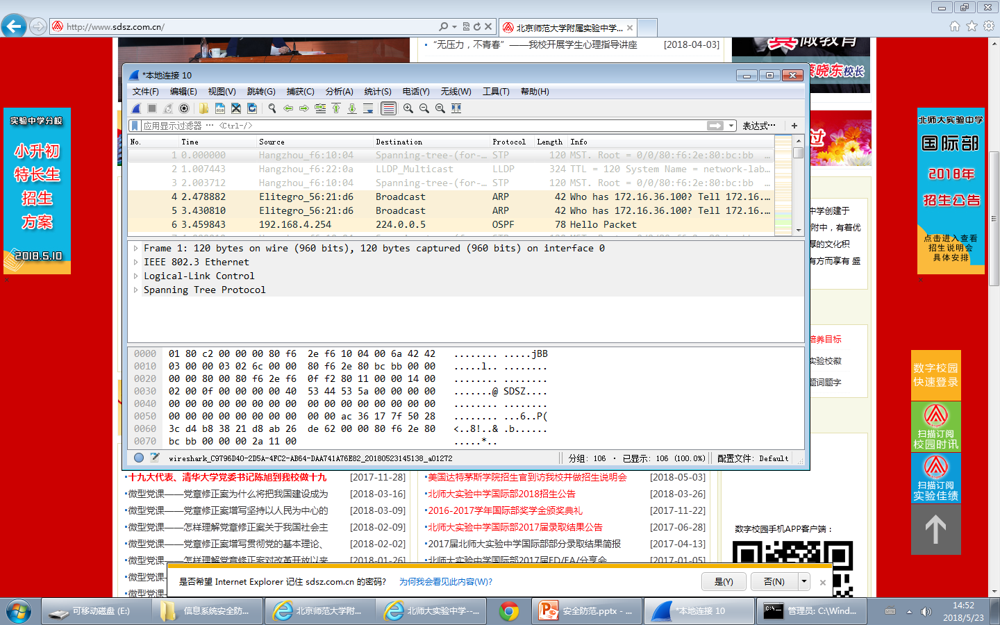 http://www.sdsz.com.cn/
北京师范大学附属实验中学...
“无压力，不青春”——我校开展学生心理指导讲座 [2018-04-03]
真做教育
蔡晓东校长
*本地连接 10
文件(F) 编辑(E) 视图(V) 跳转(G) 捕获(C) 分析(A) 统计(S) 电话(Y) 无线(W) 工具(T) 帮助(H)
应用显示过滤器 … <Ctrl-/>
表达式…
No. Time Source Destination Protocol Length Info
1 0.000000 Hangzhou_f6:10:04 Spanning-tree-(for-… STP 120 MST. Root = 0/0/80:f6:2e:80:bc:bb …
2 1.007443 Hangzhou_f6:22:0a LLDP_Multicast LLDP 324 TTL = 120 System Name = network-lab…
3 2.003712 Hangzhou_f6:10:04 Spanning-tree-(for-… STP 120 MST. Root = 0/0/80:f6:2e:80:bc:bb …
4 2.478882 Elitegro_56:21:d6 Broadcast ARP 42 Who has 172.16.36.100? Tell 172.16.…
5 3.430810 Elitegro_56:21:d6 Broadcast ARP 42 Who has 172.16.36.100? Tell 172.16.…
6 3.459843 192.168.4.254 224.0.0.5 OSPF 78 Hello Packet
Frame 1: 120 bytes on wire (960 bits), 120 bytes captured (960 bits) on interface 0
IEEE 802.3 Ethernet
Logical-Link Control
Spanning Tree Protocol
0000 01 80 c2 00 00 00 80 f6 2e f6 10 04 00 6a 42 42 ........ .....jBB
0010 03 00 00 03 02 6c 00 00 80 f6 2e 80 bc bb 00 00 .....l.. ........
0020 00 00 80 00 80 f6 2e f6 0f f2 80 11 00 00 14 00 ........ ........
0030 02 00 0f 00 00 00 00 40 53 44 53 5a 00 00 00 00 .......@ SDSZ....
0040 00 00 00 00 00 00 00 00 00 00 00 00 00 00 00 00 ........ ........
0050 00 00 00 00 00 00 00 00 00 00 ac 36 17 7f 50 28 ........ ...6..P(
0060 3c d4 b8 38 21 d8 ab 26 de 62 00 00 80 f6 2e 80 <..8!..& .b......
0070 bc bb 00 00 00 2a 11 00 .....*..
wireshark_C9796D40-2D5A-4FC2-AB64-DAA741A76E82_20180523145138_a01272
分组: 106 · 已显示: 106 (100.0%)
配置文件: Default
实验中学分校
小升初
特长生
招生
方案
2018.5.10
北师大实验中学
国际部
2018年
招生公告
点击进入查看
招生说明会
具体安排
过
中学创建于
附中，有着优
厚的文化积
有方而享有 盛
培养目标
实验校徽
题词题字
数字校园
快速登录
扫描订阅
校园时讯
扫描订阅
实验佳绩
十九大代表、清华大学党委书记陈旭到我校做十九 [2017-11-28]
微型党课——党章修正案为什么将把我国建设成为 [2018-03-16]
微型党课——党章修正案增写坚持以人民为中心的 [2018-03-09]
微型党课——怎样理解党章修正案关于我国社会主 [2018-02-09]
微型党课——党章修正案增写贯彻党的基本理论、 [2018-02-02]
微型党课——怎样理解党章修正案对改革开放以来 [2018-01-26]
微型党课—
微型党课—
美国达特茅斯学院招生官到访我校并做招生说明会 [2018-05-03]
北师大实验中学国际部2018招生公告 [2018-03-26]
2016-2017学年国际部奖学金颁奖典礼 [2017-11-22]
北师大实验中学国际部2017届录取结果公告 [2017-06-28]
2017届北师大实验中学国际部部分录取结果简报 [2017-04-13]
北师大实验中学国际部2017届ED/EA/分享会 [2017-01-05]
数字校园手机APP客户端：
是否希望 Internet Explorer 记住 sdsz.com.cn 的密码? 为何我会看见此内容(W)? 是(Y) 否(N)
可移动磁盘 (E:)
信息系统安全防...
北京师范大学附...
北师大实验中学--...
安全防范.pptx - ...
*本地连接 10
管理员: C:\Wind...
14:52
2018/5/23